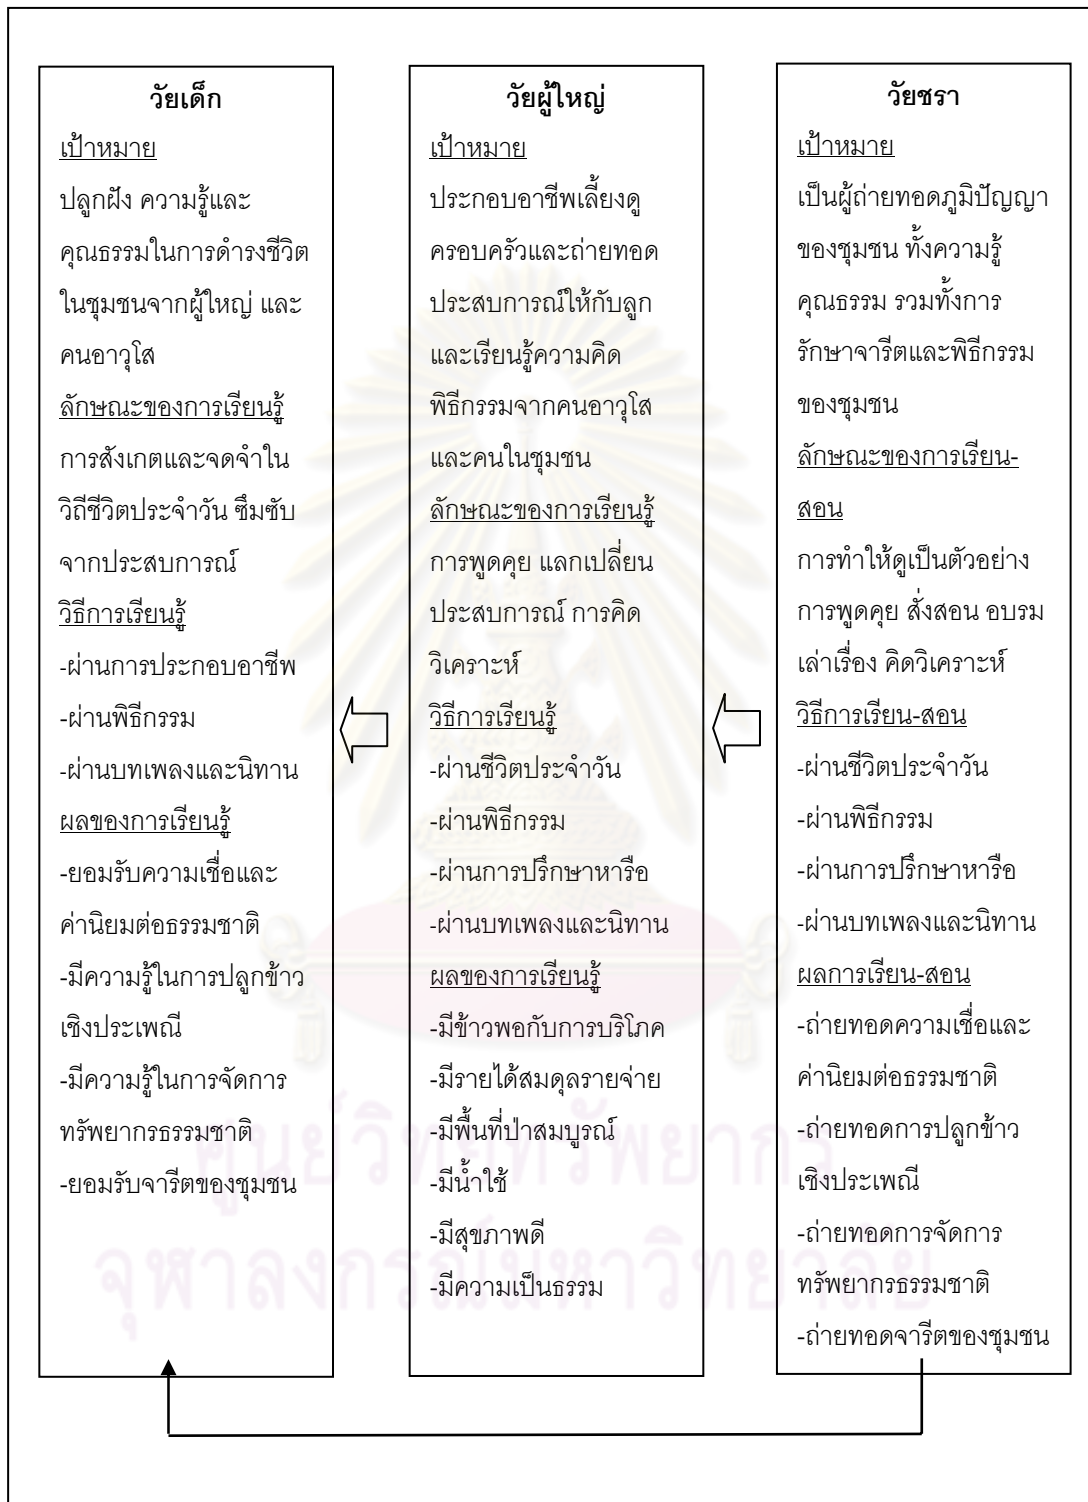 วัยเด็ก
เป้าหมาย
ปลูกฝัง ความรู้และ
คุณธรรมในการดำรงชีวิต
ในชุมชนจากผู้ใหญ่ และ
คนอาวุโส
ลักษณะของการเรียนรู้
การสังเกตและจดจำใน
วิถีชีวิตประจำวัน ซึมซับ
จากประสบการณ์
วิธีการเรียนรู้
-ผ่านการประกอบอาชีพ
-ผ่านพิธีกรรม
-ผ่านบทเพลงและนิทาน
ผลของการเรียนรู้
-ยอมรับความเชื่อและ
ค่านิยมต่อธรรมชาติ
-มีความรู้ในการปลูกข้าว
เชิงประเพณี
-มีความรู้ในการจัดการ
ทรัพยากรธรรมชาติ
-ยอมรับจารีตของชุมชน
วัยผู้ใหญ่
เป้าหมาย
ประกอบอาชีพเลี้ยงดู
ครอบครัวและถ่ายทอด
ประสบการณ์ให้กับลูก
และเรียนรู้ความคิด
พิธีกรรมจากคนอาวุโส
และคนในชุมชน
ลักษณะของการเรียนรู้
การพูดคุย แลกเปลี่ยน
ประสบการณ์ การคิด
วิเคราะห์
วิธีการเรียนรู้
-ผ่านชีวิตประจำวัน
-ผ่านพิธีกรรม
-ผ่านการปรึกษาหารือ
-ผ่านบทเพลงและนิทาน
ผลของการเรียนรู้
-มีข้าวพอกับการบริโภค
-มีรายได้สมดุลรายจ่าย
-มีพื้นที่ป่าสมบูรณ์
-มีน้ำใช้
-มีสุขภาพดี
-มีความเป็นธรรม
วัยชรา
เป้าหมาย
เป็นผู้ถ่ายทอดภูมิปัญญา
ของชุมชน ทั้งความรู้
คุณธรรม รวมทั้งการ
รักษาจารีตและพิธีกรรม
ของชุมชน
ลักษณะของการเรียน-
สอน
การทำให้ดูเป็นตัวอย่าง
การพูดคุย สั่งสอน อบรม
เล่าเรื่อง คิดวิเคราะห์
วิธีการเรียน-สอน
-ผ่านชีวิตประจำวัน
-ผ่านพิธีกรรม
-ผ่านการปรึกษาหารือ
-ผ่านบทเพลงและนิทาน
ผลการเรียน-สอน
-ถ่ายทอดความเชื่อและ
ค่านิยมต่อธรรมชาติ
-ถ่ายทอดการปลูกข้าว
เชิงประเพณี
-ถ่ายทอดการจัดการ
ทรัพยากรธรรมชาติ
-ถ่ายทอดจารีตของชุมชน
ศูนย์วิทยทรัพยากร
จุฬาลงกรณ์มหาวิทยาลัย